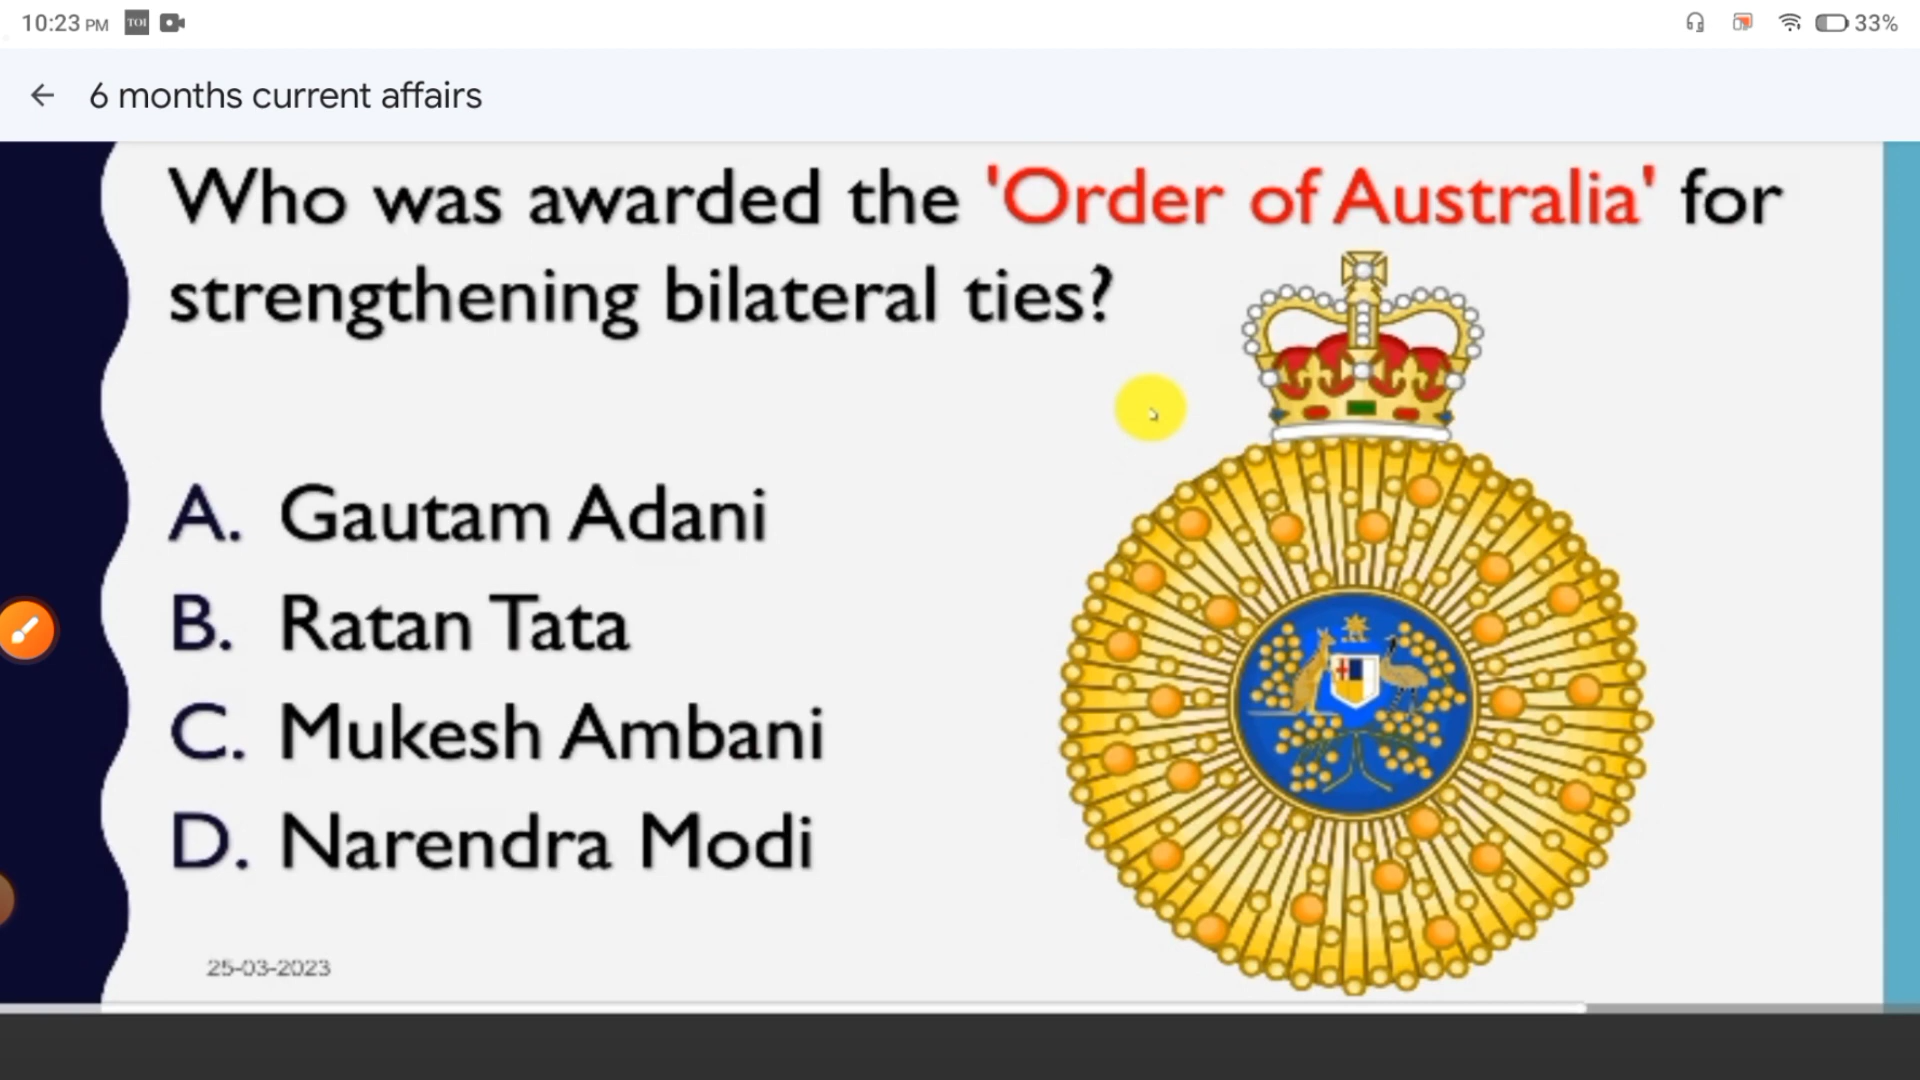 10:23 PM TOI 33%
6 months current affairs
Who was awarded the 'Order of Australia' for
strengthening bilateral ties?
A. Gautam Adani
B. Ratan Tata
C. Mukesh Ambani
D. Narendra Modi
25-03-2023